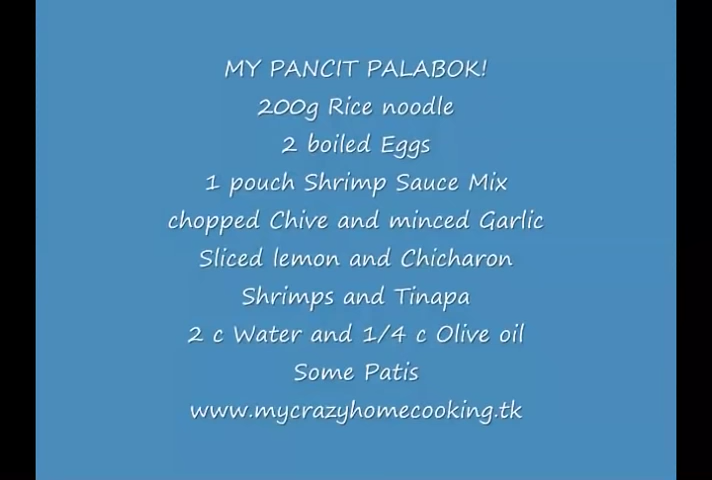 MY PANCIT PALABOK!
200g Rice noodle
2 boiled Eggs
1 pouch Shrimp Sauce Mix
chopped Chive and minced Garlic
Sliced lemon and Chicharon
Shrimps and Tinapa
2 c Water and 1/4 c Olive oil
Some Patis
www.mycrazyhomecooking.tk